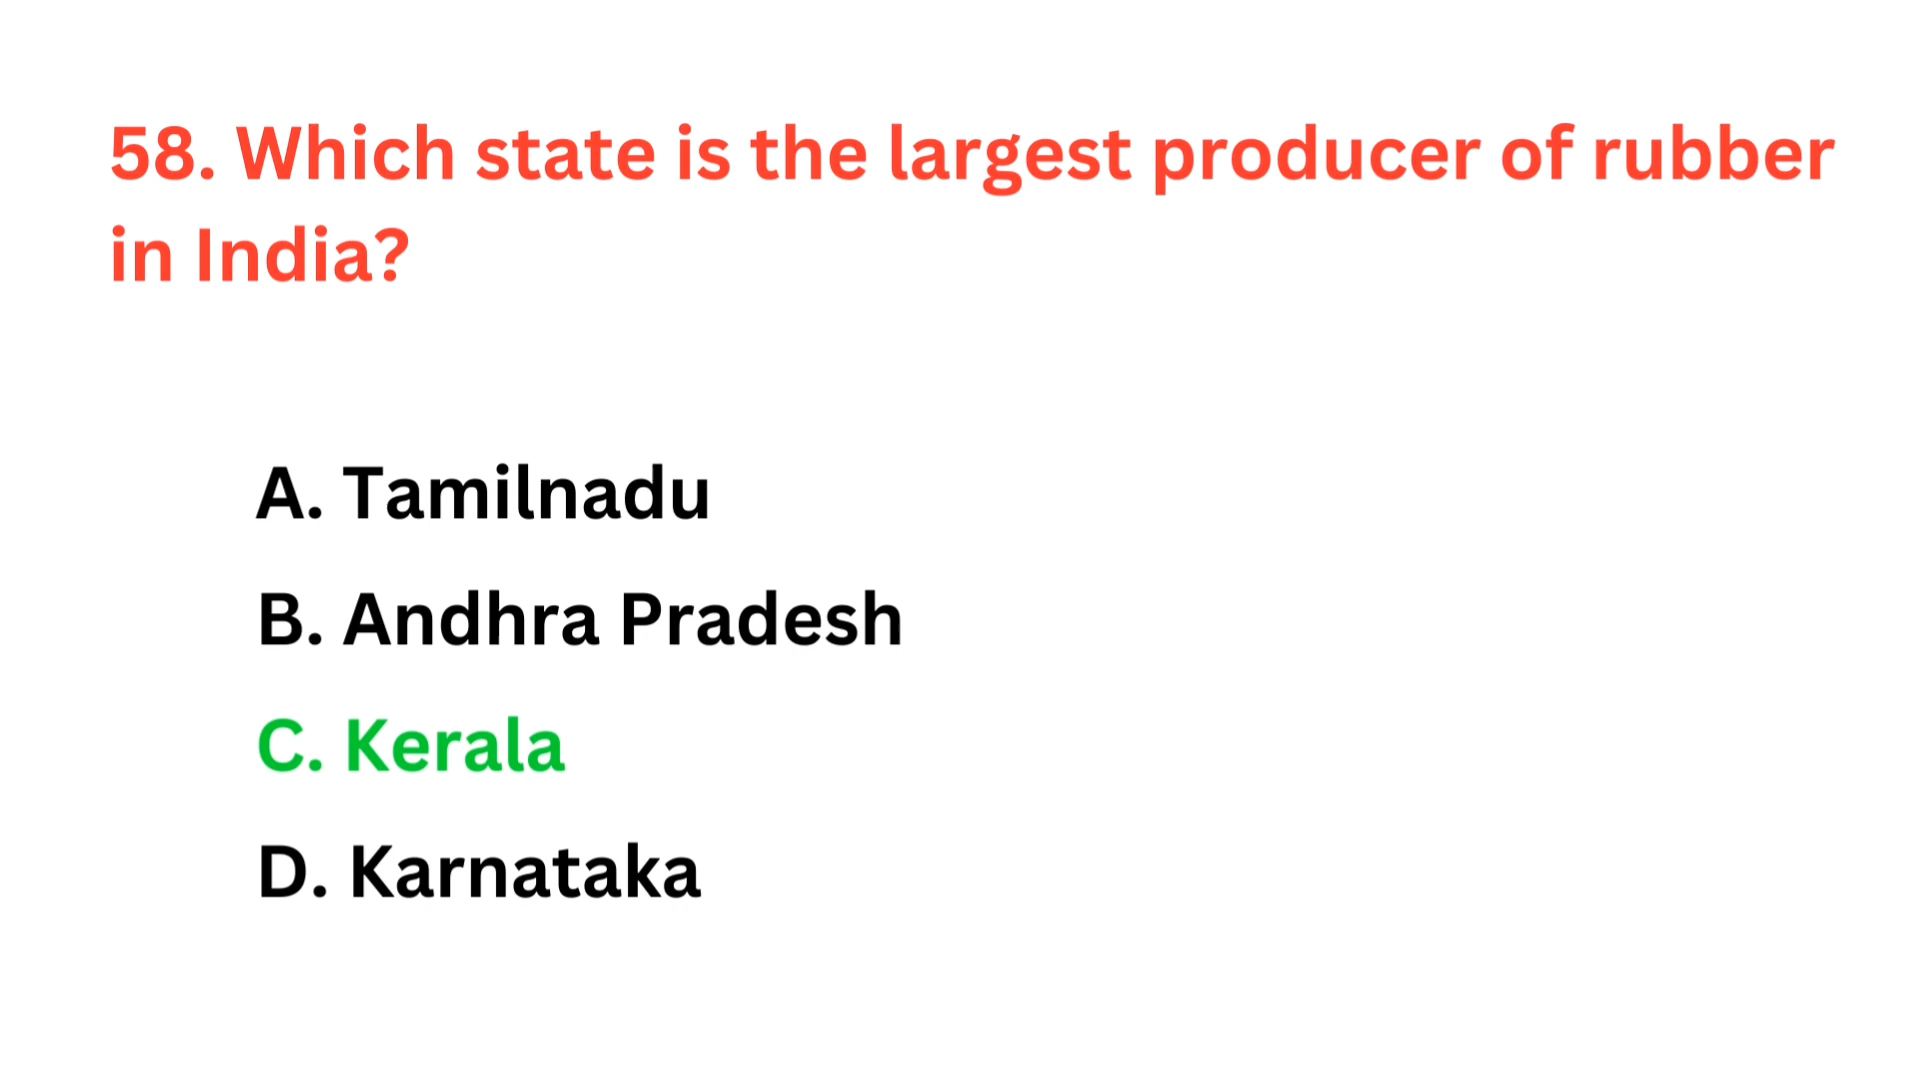 58. Which state is the largest producer of rubber
in India?
A. Tamilnadu
B. Andhra Pradesh
C. Kerala
D. Karnataka